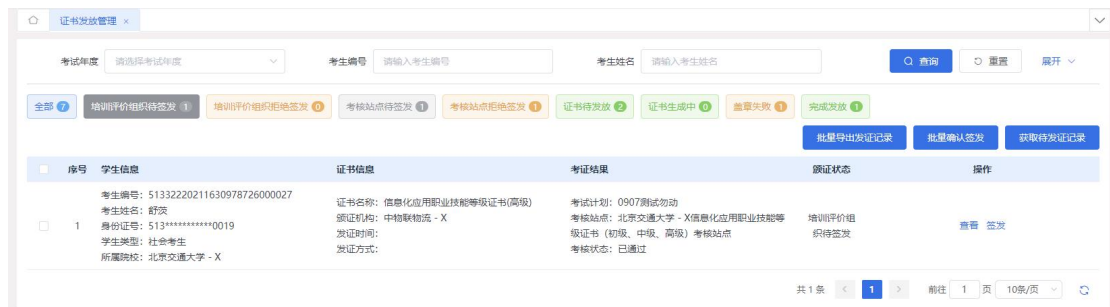 证书发放管理 ×
考试年度 请选择考试年度 考生编号 请输入考生编号 考生姓名 请输入考生姓名 查询 重置 展开
全部 7 培训评价组织待签发 1 培训评价组织拒绝签发 0 考核站点待签发 1 考核站点拒绝签发 1 证书待发放 2 证书生成中 0 盖章失败 1 完成发放 1
批量导出发证记录 批量确认签发 获取待发证记录
序号 学生信息 证书信息 考证结果 颁证状态 操作
1
考生编号：51332220211630978726000027
考生姓名：舒茨
身份证号：513***********0019
学生类型：社会考生
所属院校：北京交通大学 - X
证书名称：信息化应用职业技能等级证书(高级)
颁证机构：中物联物流 - X
发证时间：
发证方式：
考试计划：0907测试勿动
考核站点：北京交通大学 - X信息化应用职业技能等
级证书（初级、中级、高级）考核站点
考核状态：已通过
培训评价组
织待签发
查看 签发
共 1 条 < 1 > 前往 1 页 10条/页